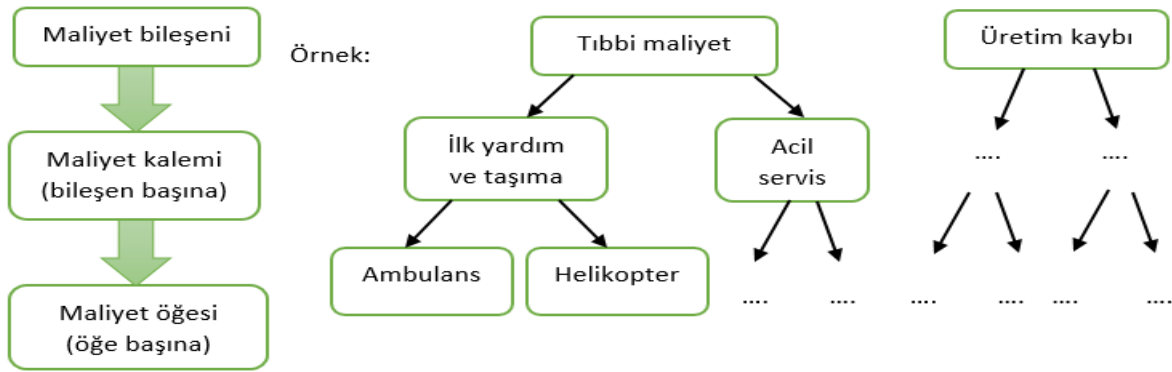 Maliyet bileşeni
Maliyet kalemi
(bileşen başına)
Maliyet öğesi
(öğe başına)
Örnek:
Tıbbi maliyet
İlk yardım
ve taşıma
Acil
servis
Ambulans
Helikopter
....
....
Üretim kaybı
....
....
....
....
....
....